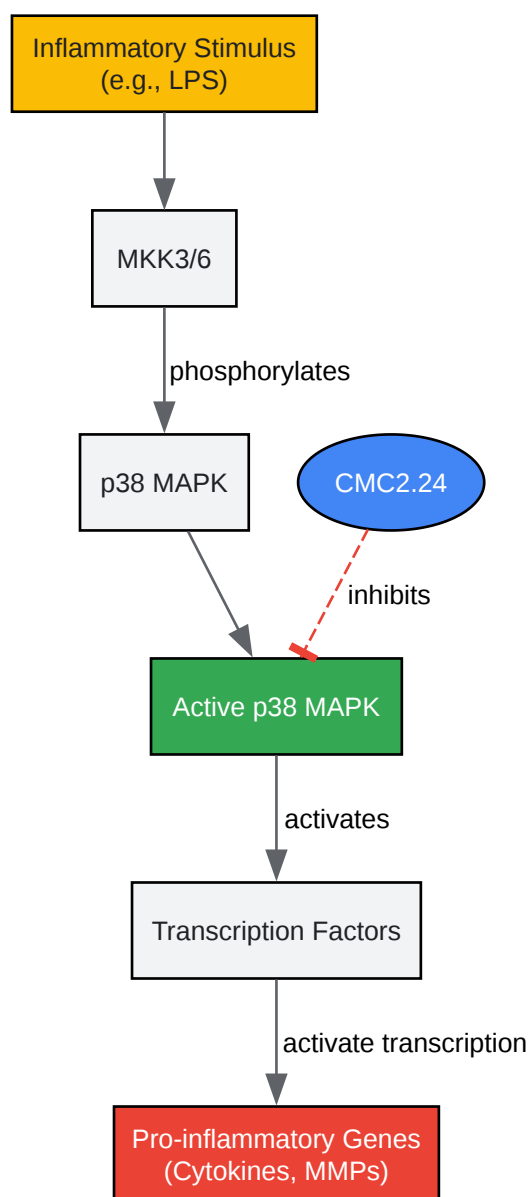 Inflammatory Stimulus
(e.g., LPS)
MKK3/6
phosphorylates
p38 MAPK
CMC2.24
inhibits
Active p38 MAPK
activates
Transcription Factors
activate transcription
Pro-inflammatory Genes
(Cytokines, MMPs)